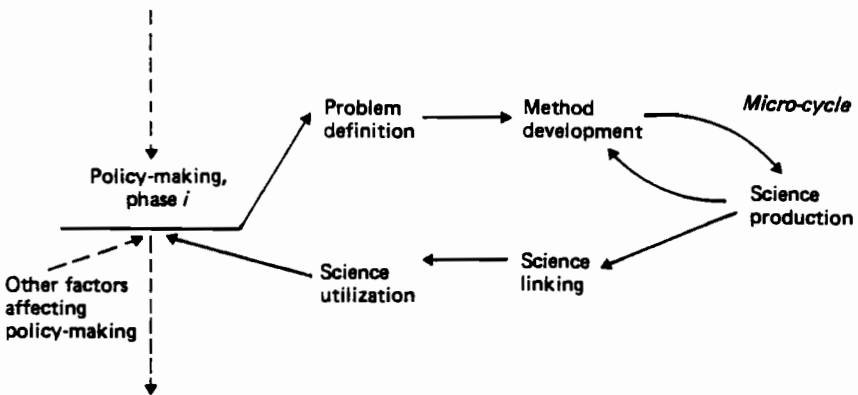 Problem
definition
Method
development
Micro-cycle
Policy-making,
phase i
Science
production
Other factors
affecting
policy-making
Science
utilization
Science
linking